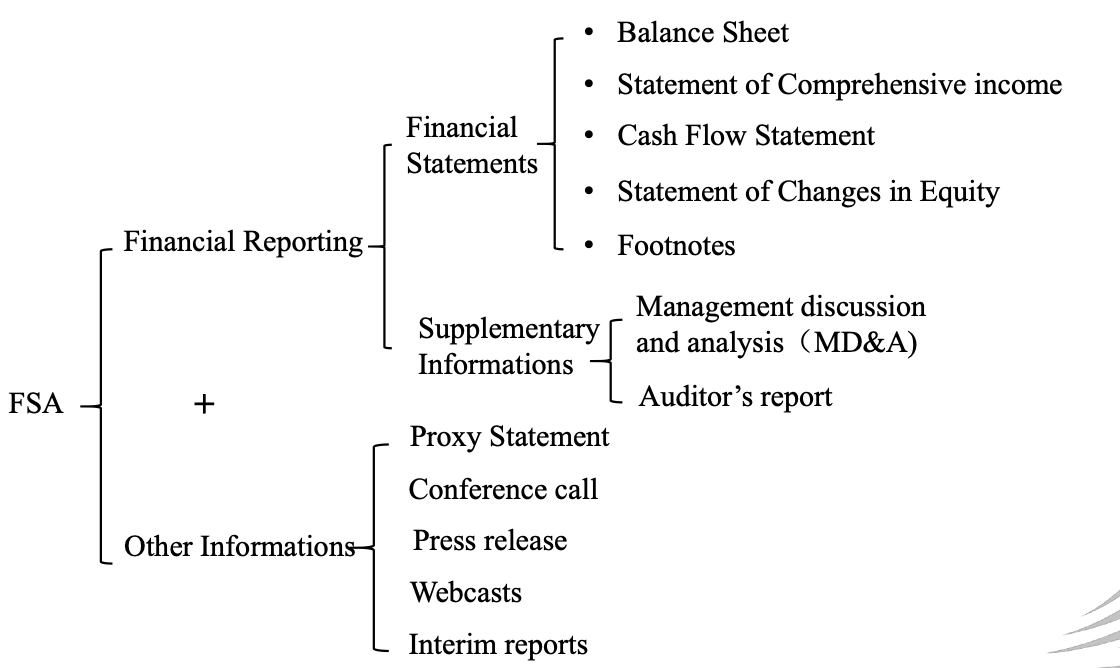 • Balance Sheet
• Statement of Comprehensive income
Financial
Statements
• Cash Flow Statement
• Statement of Changes in Equity
Financial Reporting
• Footnotes
Supplementary
Informations
Management discussion
and analysis（MD&A)
Auditor’s report
FSA
+
Proxy Statement
Conference call
Other Informations
Press release
Webcasts
Interim reports